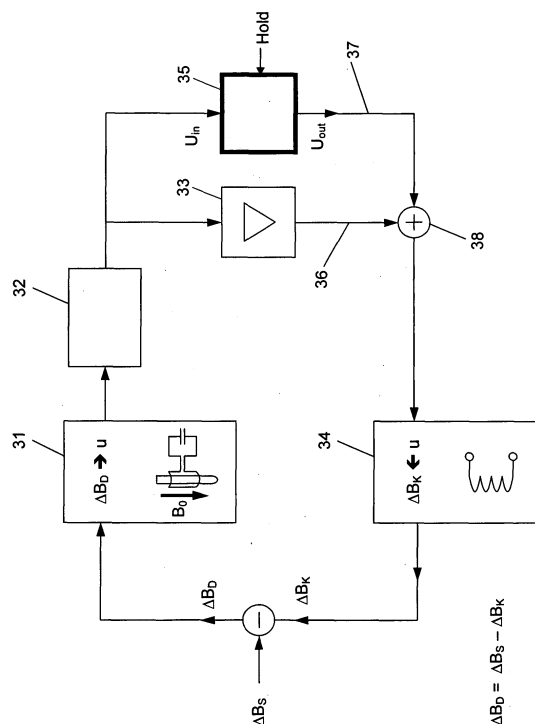 35
Hold
37
U_in
U_out
33
36
38
32
31
ΔB_D → u
B_0
34
ΔB_K ← u
ΔB_D
ΔB_K
ΔB_S
ΔB_D = ΔB_S − ΔB_K